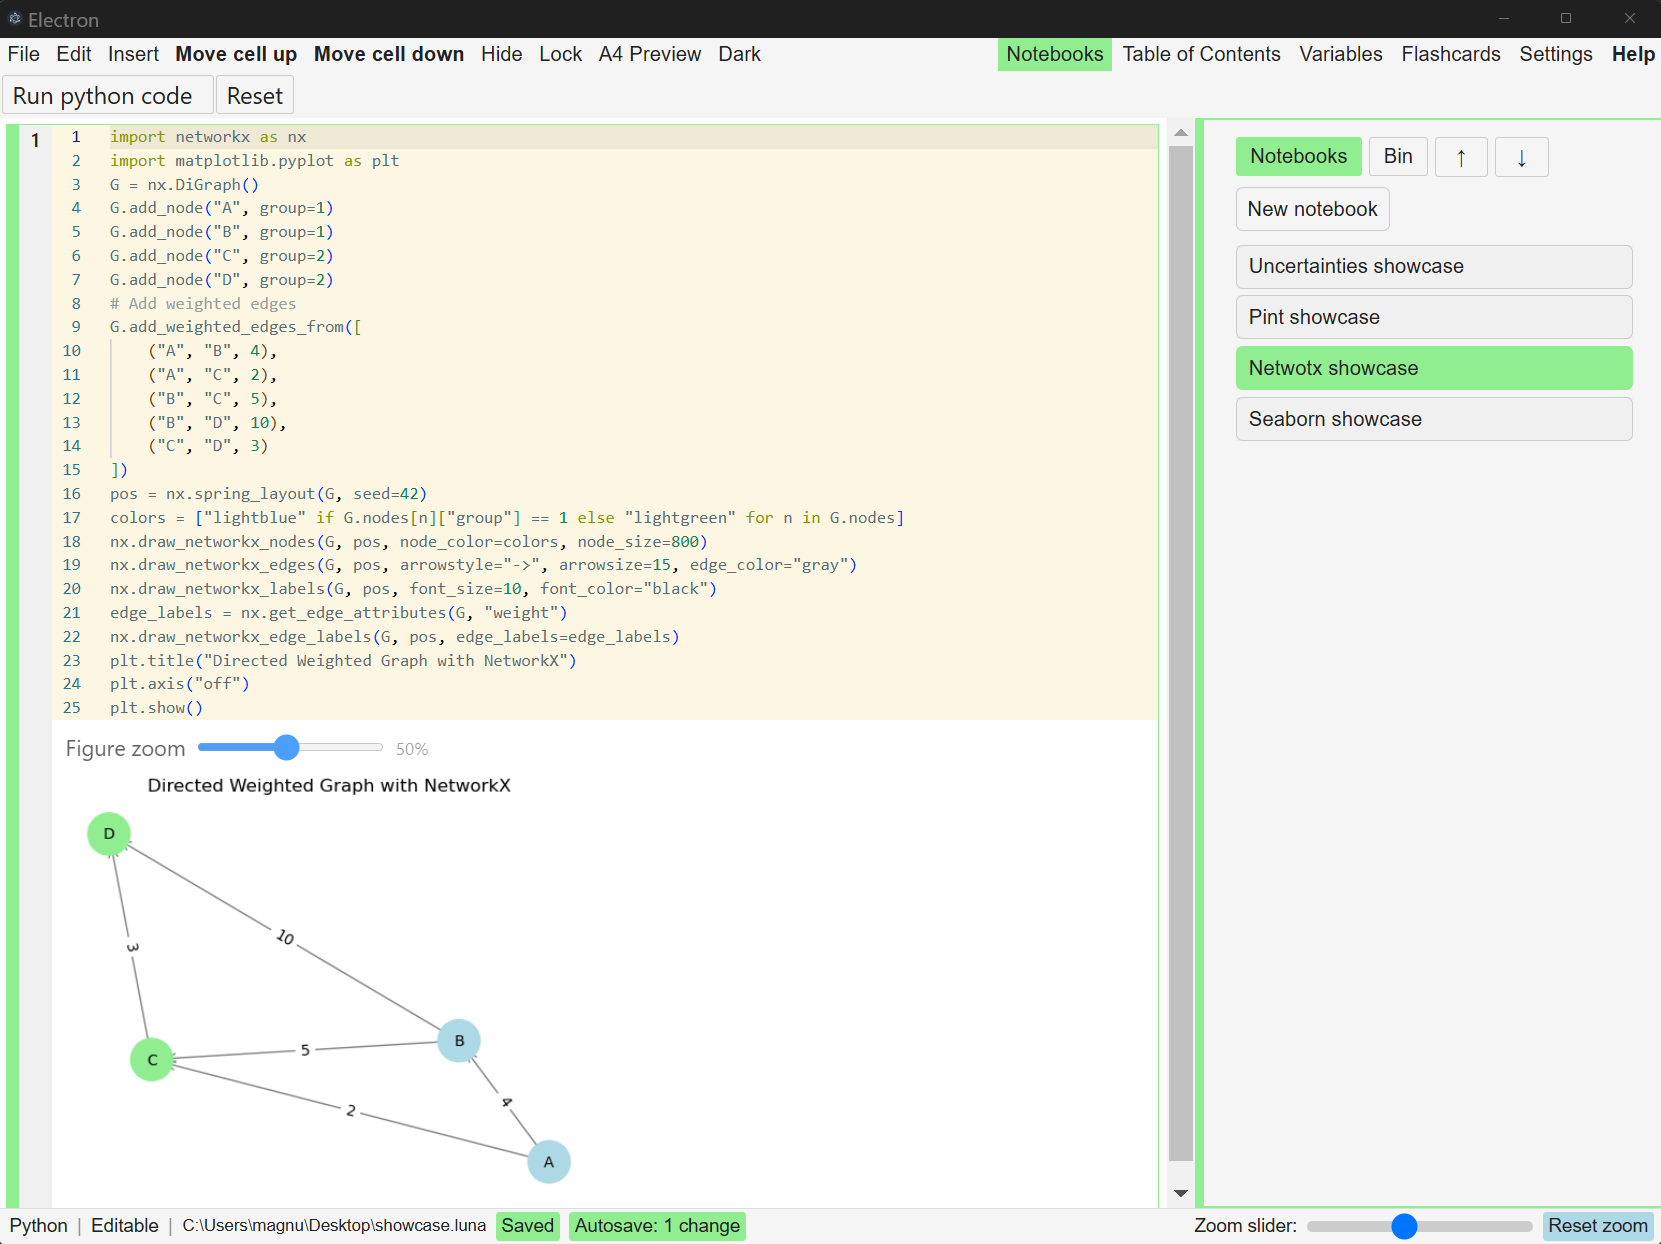 Electron
File Edit Insert Move cell up Move cell down Hide Lock A4 Preview Dark Notebooks Table of Contents Variables Flashcards Settings Help
Run python code Reset
1
1 import networkx as nx
2 import matplotlib.pyplot as plt
3 G = nx.DiGraph()
4 G.add_node("A", group=1)
5 G.add_node("B", group=1)
6 G.add_node("C", group=2)
7 G.add_node("D", group=2)
8 # Add weighted edges
9 G.add_weighted_edges_from([
10     ("A", "B", 4),
11     ("A", "C", 2),
12     ("B", "C", 5),
13     ("B", "D", 10),
14     ("C", "D", 3)
15 ])
16 pos = nx.spring_layout(G, seed=42)
17 colors = ["lightblue" if G.nodes[n]["group"] == 1 else "lightgreen" for n in G.nodes]
18 nx.draw_networkx_nodes(G, pos, node_color=colors, node_size=800)
19 nx.draw_networkx_edges(G, pos, arrowstyle="->", arrowsize=15, edge_color="gray")
20 nx.draw_networkx_labels(G, pos, font_size=10, font_color="black")
21 edge_labels = nx.get_edge_attributes(G, "weight")
22 nx.draw_networkx_edge_labels(G, pos, edge_labels=edge_labels)
23 plt.title("Directed Weighted Graph with NetworkX")
24 plt.axis("off")
25 plt.show()
Figure zoom 50%
Directed Weighted Graph with NetworkX
D
10
3
B
5
C
4
2
A
Notebooks Bin ↑ ↓
New notebook
Uncertainties showcase
Pint showcase
Netwotx showcase
Seaborn showcase
Python | Editable | C:\Users\magnu\Desktop\showcase.luna Saved Autosave: 1 change Zoom slider: Reset zoom